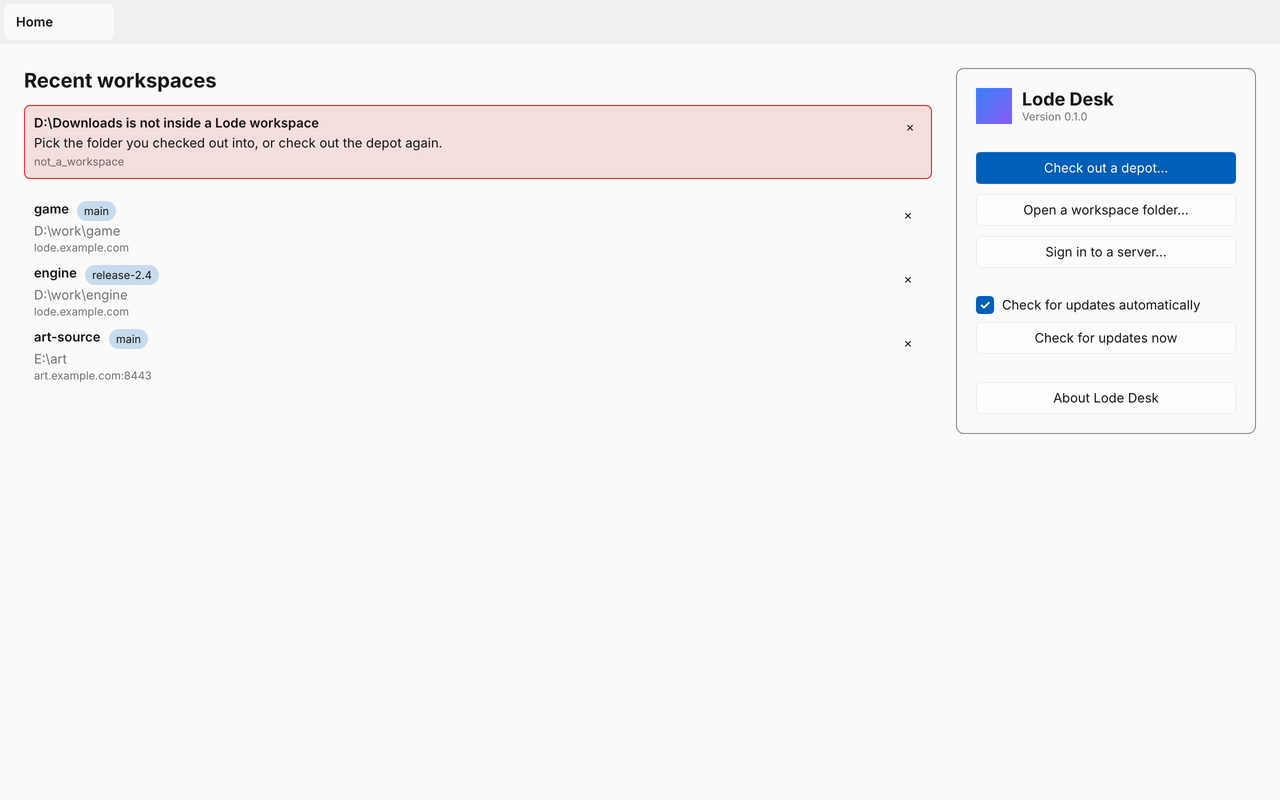 Home
Recent workspaces
D:\Downloads is not inside a Lode workspace
Pick the folder you checked out into, or check out the depot again.
not_a_workspace
game main
D:\work\game
lode.example.com
engine release-2.4
D:\work\engine
lode.example.com
art-source main
E:\art
art.example.com:8443
Lode Desk
Version 0.1.0
Check out a depot...
Open a workspace folder...
Sign in to a server...
Check for updates automatically
Check for updates now
About Lode Desk